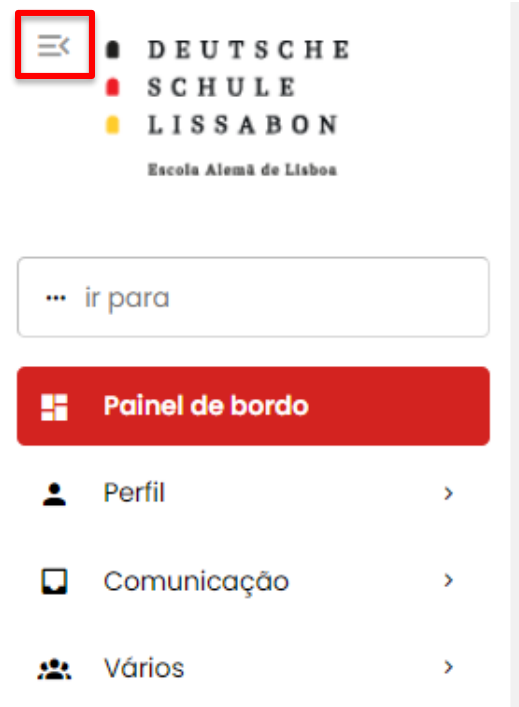 DEUTSCHE
SCHULE
LISSABON
Escola Alemã de Lisboa
ir para
Painel de bordo
Perfil
Comunicação
Vários